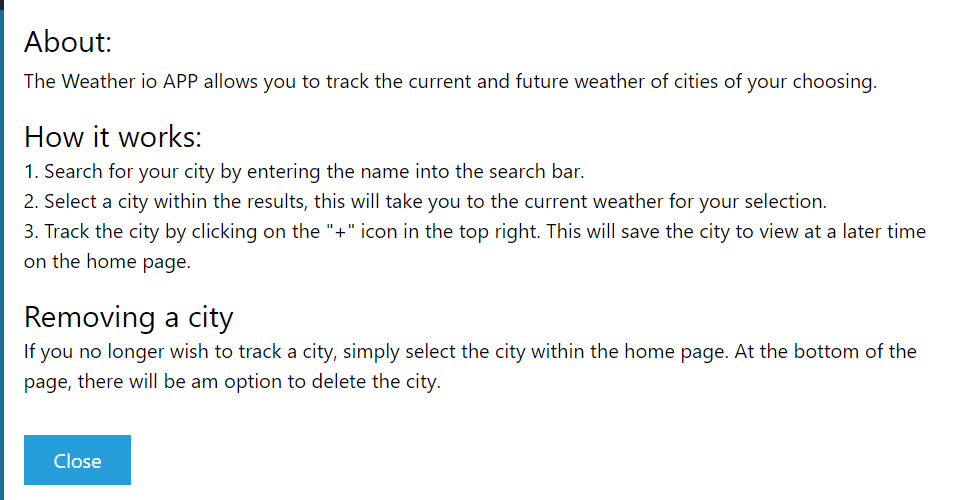 About:
The Weather io APP allows you to track the current and future weather of cities of your choosing.
How it works:
1. Search for your city by entering the name into the search bar.
2. Select a city within the results, this will take you to the current weather for your selection.
3. Track the city by clicking on the "+" icon in the top right. This will save the city to view at a later time
on the home page.
Removing a city
If you no longer wish to track a city, simply select the city within the home page. At the bottom of the
page, there will be am option to delete the city.
Close